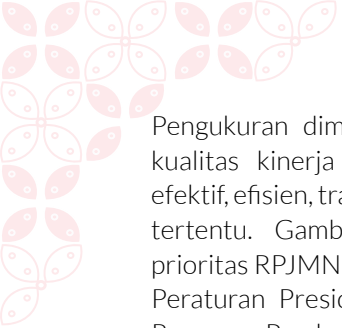 Pengukuran dim
kualitas kinerja
efektif, efisien, tra
tertentu. Gamb
prioritas RPJMN
Peraturan Presid